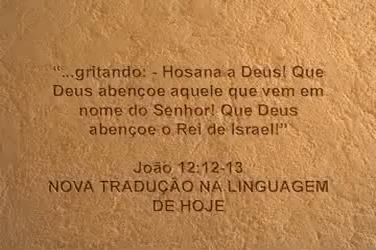 “...gritando: - Hosana a Deus! Que
Deus abençoe aquele que vem em
nome do Senhor! Que Deus
abençoe o Rei de Israel!”
João 12:12-13
NOVA TRADUÇÃO NA LINGUAGEM
DE HOJE